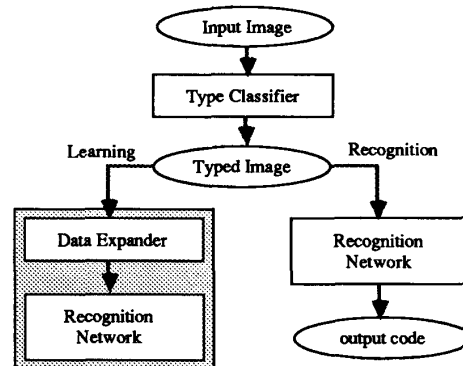 Input Image
Type Classifier
Learning
Typed Image
Recognition
Data Expander
Recognition
Network
Recognition
Network
output code